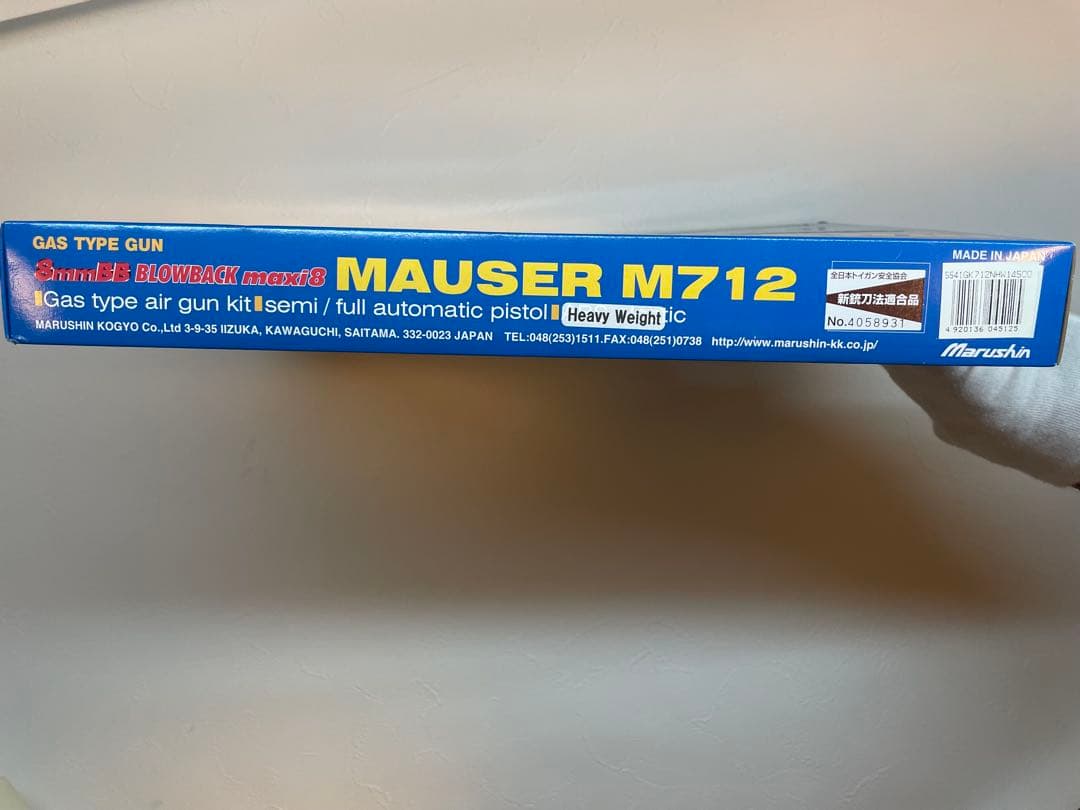 GAS TYPE GUN
8mmBB BLOWBACK maxi8 MAUSER M712
Gas type air gun kit semi / full automatic pistol Heavy Weight tic
MARUSHIN KOGYO Co.,Ltd 3-9-35 IIZUKA, KAWAGUCHI, SAITAMA. 332-0023 JAPAN TEL:048(253)1511.FAX:048(251)0738 http://www.marushin-kk.co.jp/
全日本トイガン安全協会
新銃刀法適合品
No.4058931
MADE IN JAPAN
SS41GK712NHW14500
4 920136 045125
Marushin